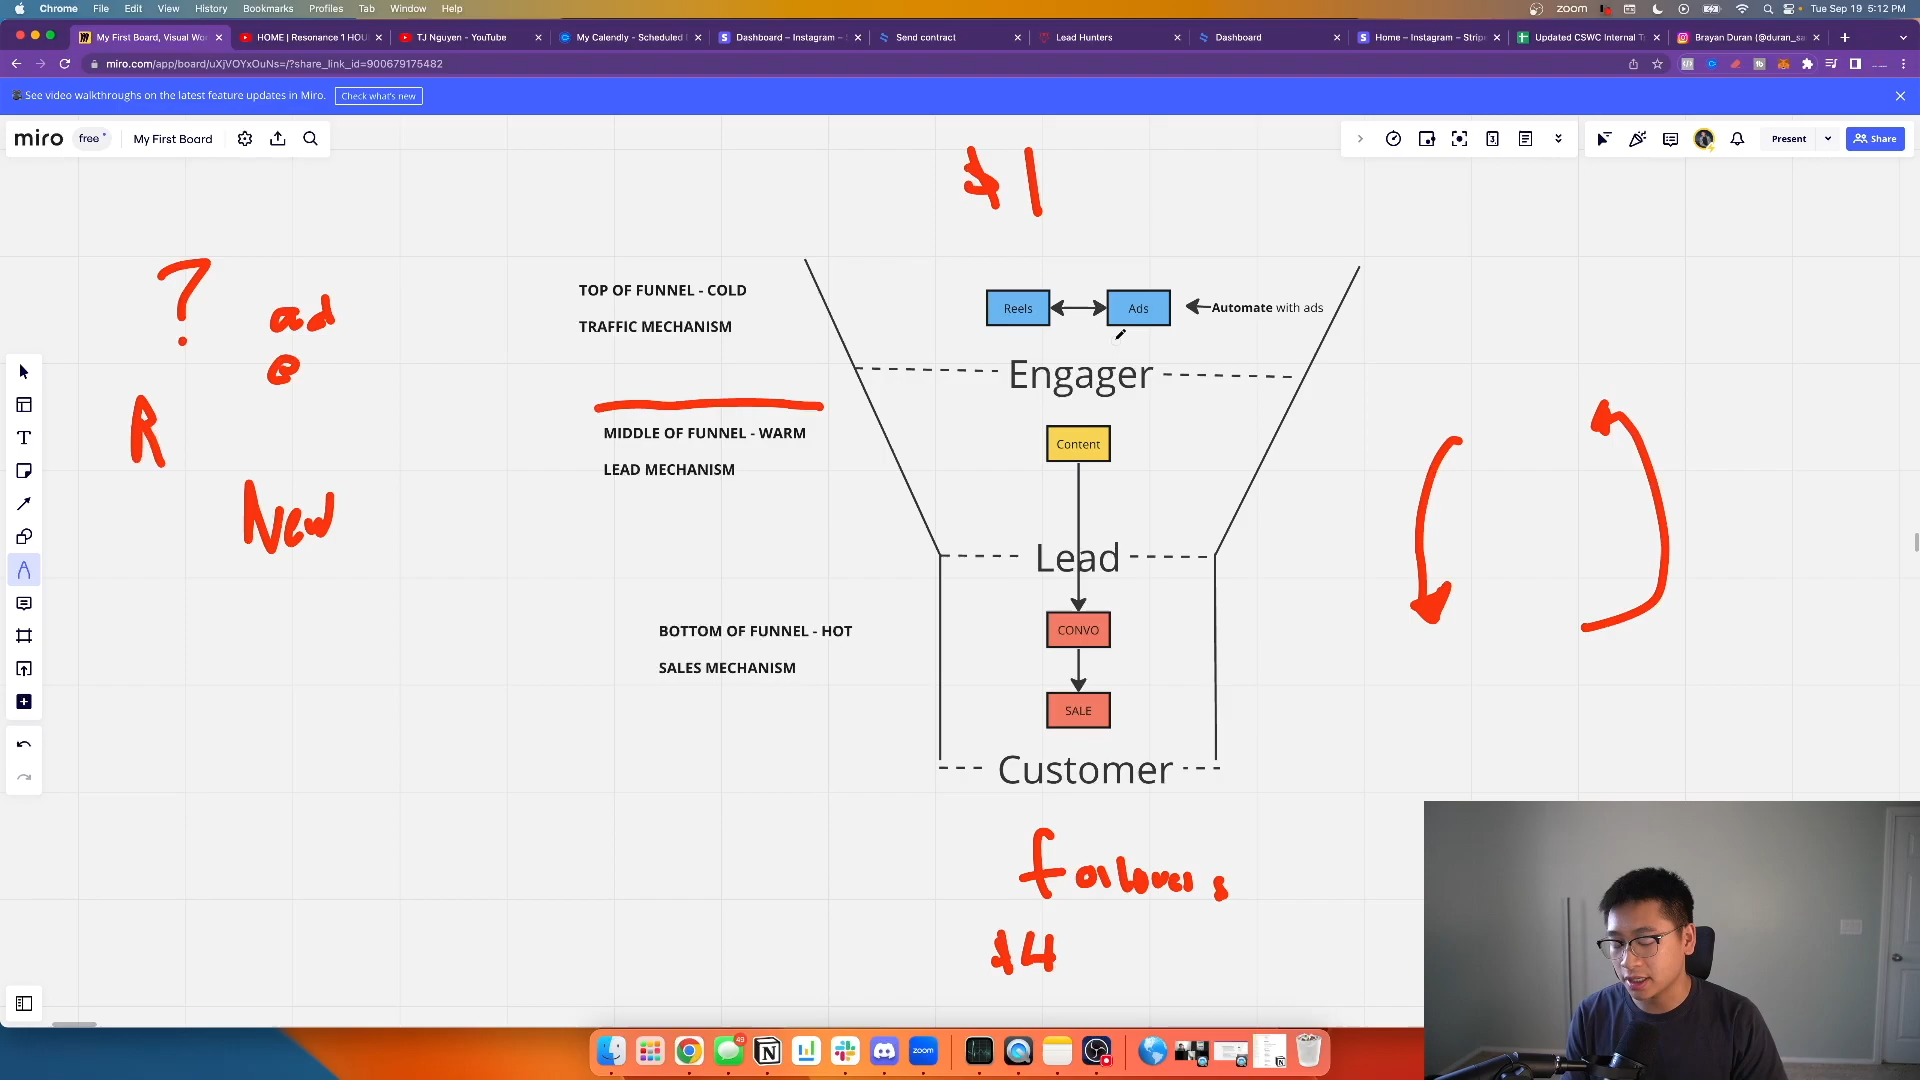 Chrome File Edit View History Bookmarks Profiles Tab Window Help
zoom Tue Sep 19 5:12 PM
My First Board, Visual Wo
HOME | Resonance 1 HOU
TJ Nguyen - YouTube
My Calendly - Scheduled
Dashboard – Instagram –
Send contract
Lead Hunters
Dashboard
Home – Instagram – Stripe
Updated CSWC Internal T
Brayan Duran (@duran_sa
miro.com/app/board/uXjVOYxOuNs=/?share_link_id=900679175482
See video walkthroughs on the latest feature updates in Miro. Check what's new
miro free My First Board
Present Share
$1
?
ad
e
R
New
TOP OF FUNNEL - COLD
TRAFFIC MECHANISM
Reels
Ads
Automate with ads
Engager
MIDDLE OF FUNNEL - WARM
LEAD MECHANISM
Content
Lead
BOTTOM OF FUNNEL - HOT
SALES MECHANISM
CONVO
SALE
Customer
followers
$4
49
zoom